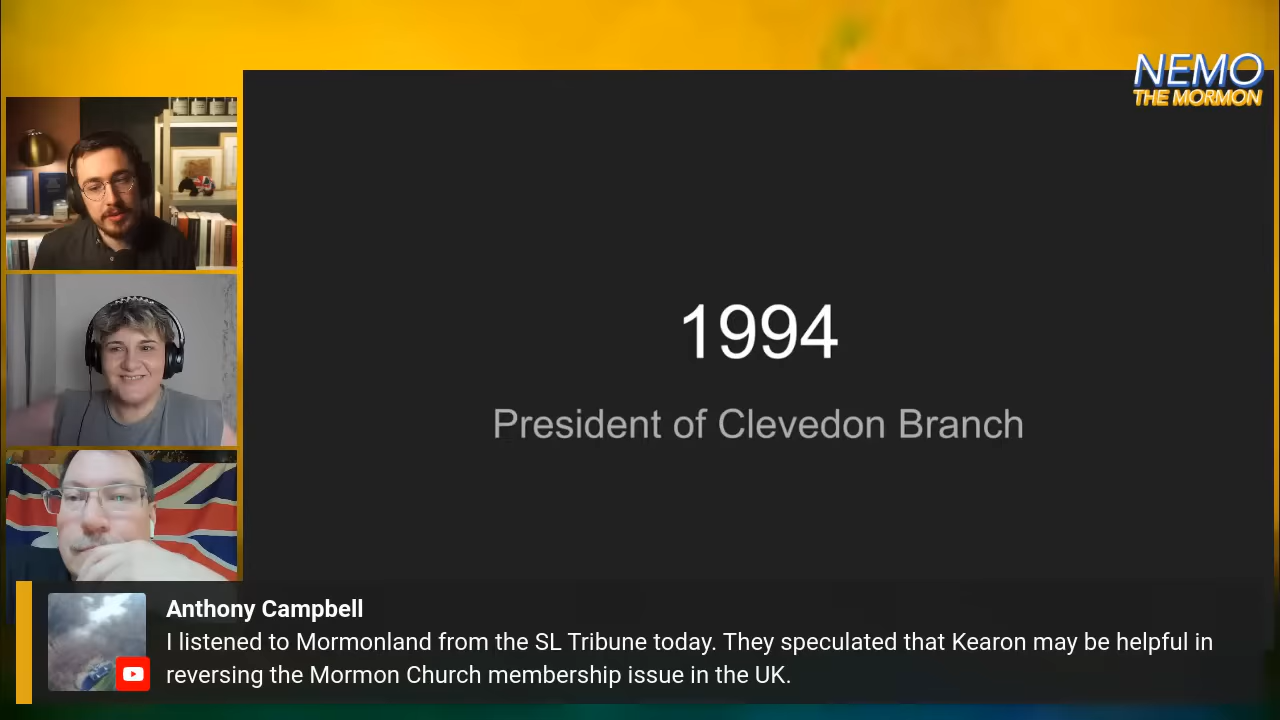 NEMO
THE MORMON
1994
President of Clevedon Branch
Anthony Campbell
I listened to Mormonland from the SL Tribune today. They speculated that Kearon may be helpful in
reversing the Mormon Church membership issue in the UK.